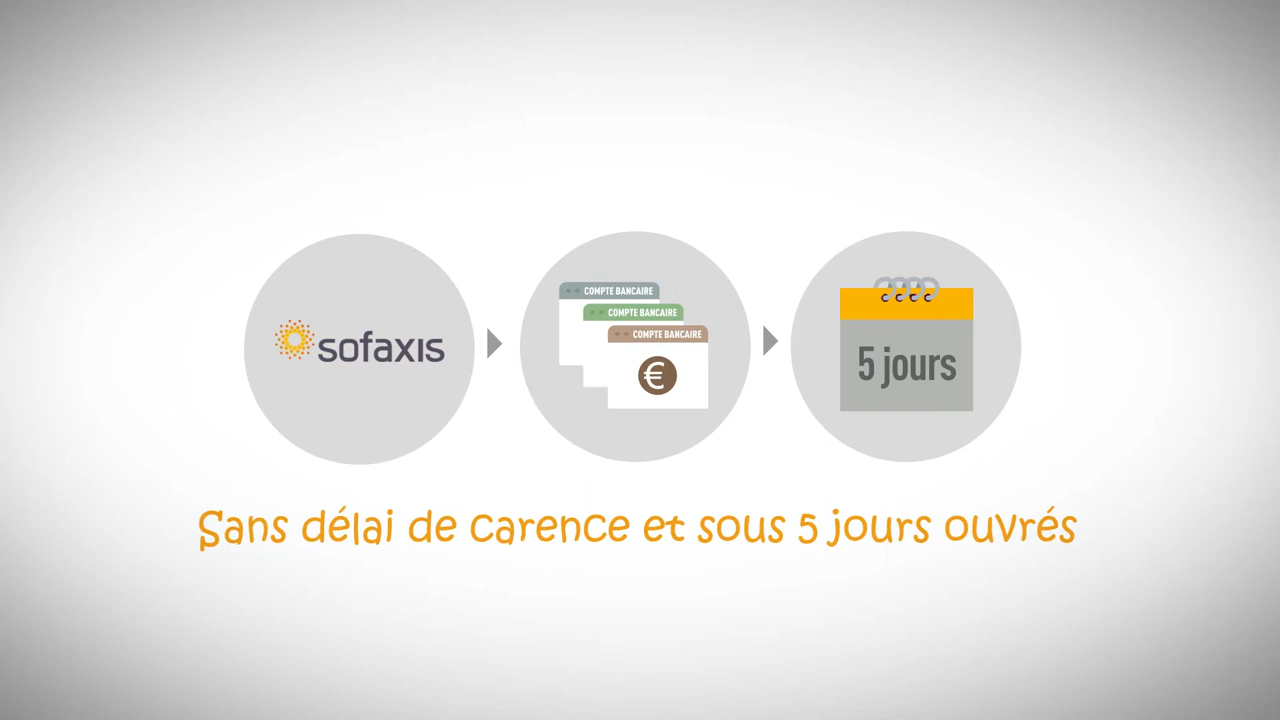 sofaxis
COMPTE BANCAIRE
COMPTE BANCAIRE
COMPTE BANCAIRE
€
5 jours
Sans délai de carence et sous 5 jours ouvrés